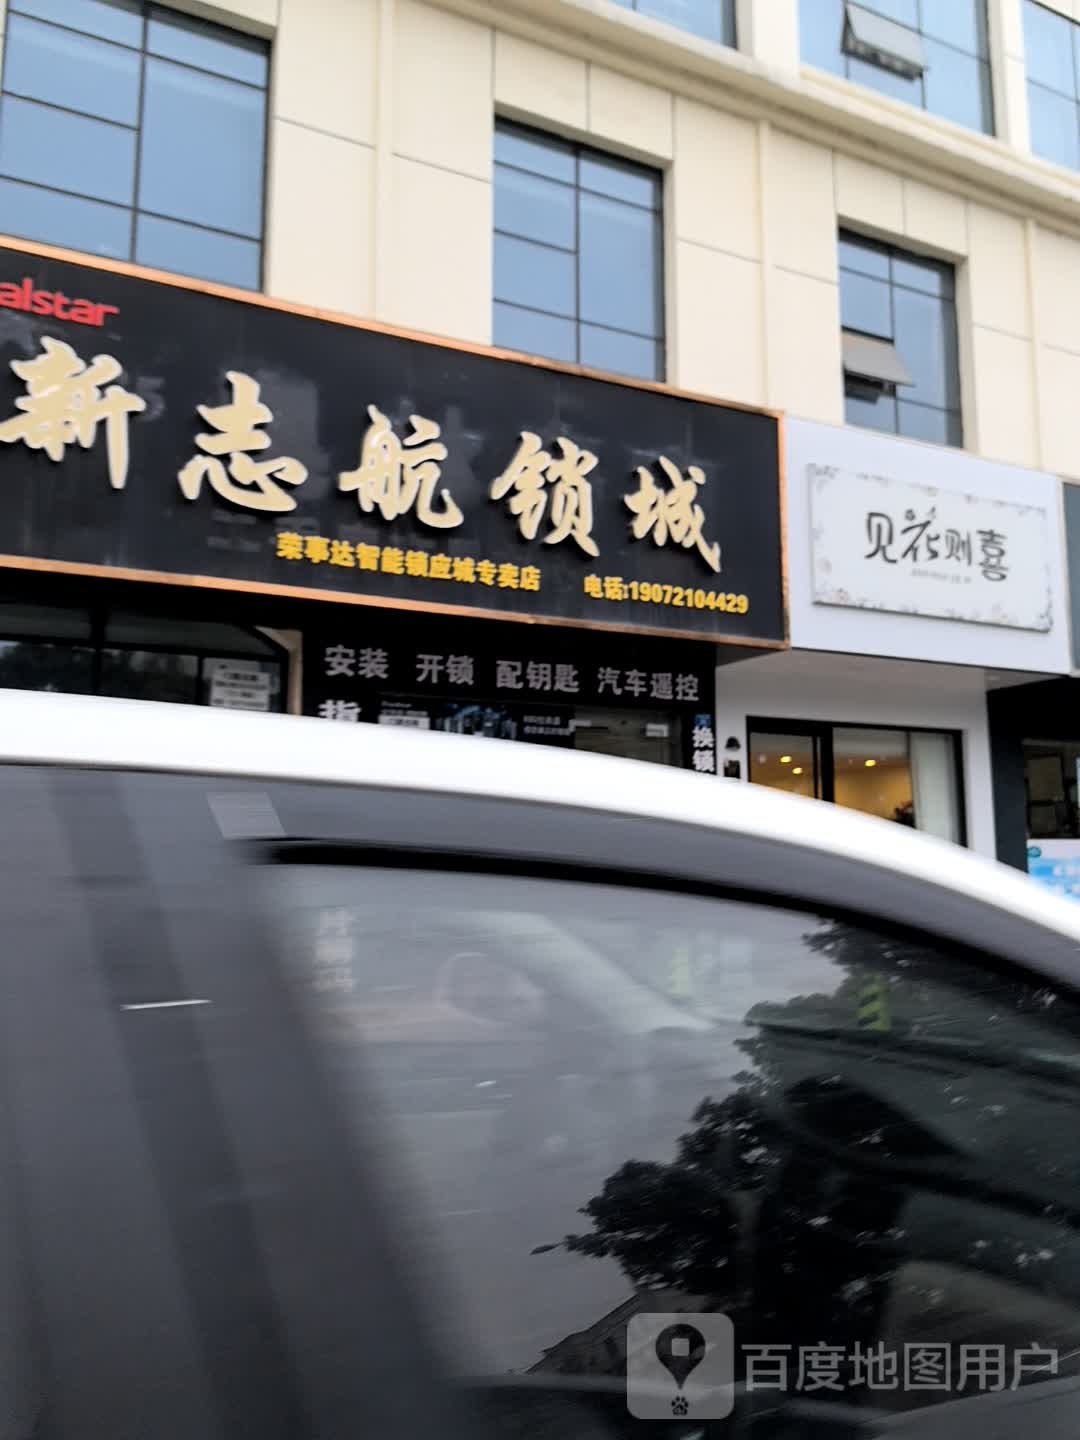 alstar
新志航锁城
荣事达智能锁应城专卖店 电话:19072104429
见花则喜
安装 开锁 配钥匙 汽车遥控
指
换锁
百度地图用户